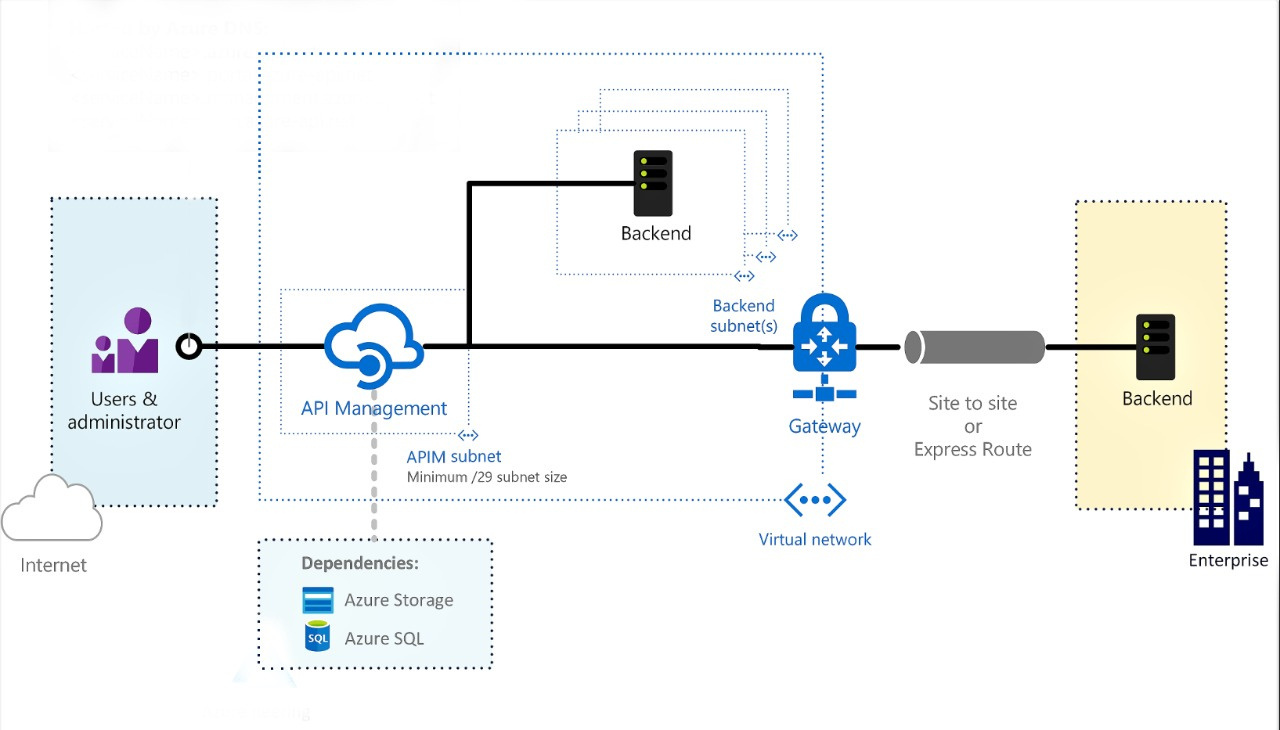 Backend
Backend
subnet(s)
Users &
administrator
API Management
Gateway
Site to site
or
Express Route
Backend
APIM subnet
Minimum /29 subnet size
Internet
Virtual network
Enterprise
Dependencies:
Azure Storage
SQL
Azure SQL